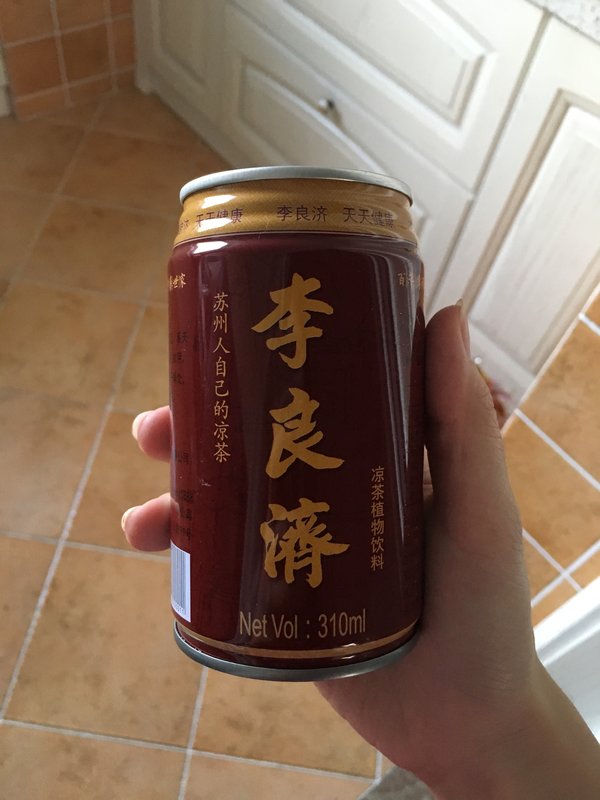 天天健康 李良济 天天健康
苏州人自己的凉茶
李良濟
凉茶植物饮料
Net Vol : 310ml